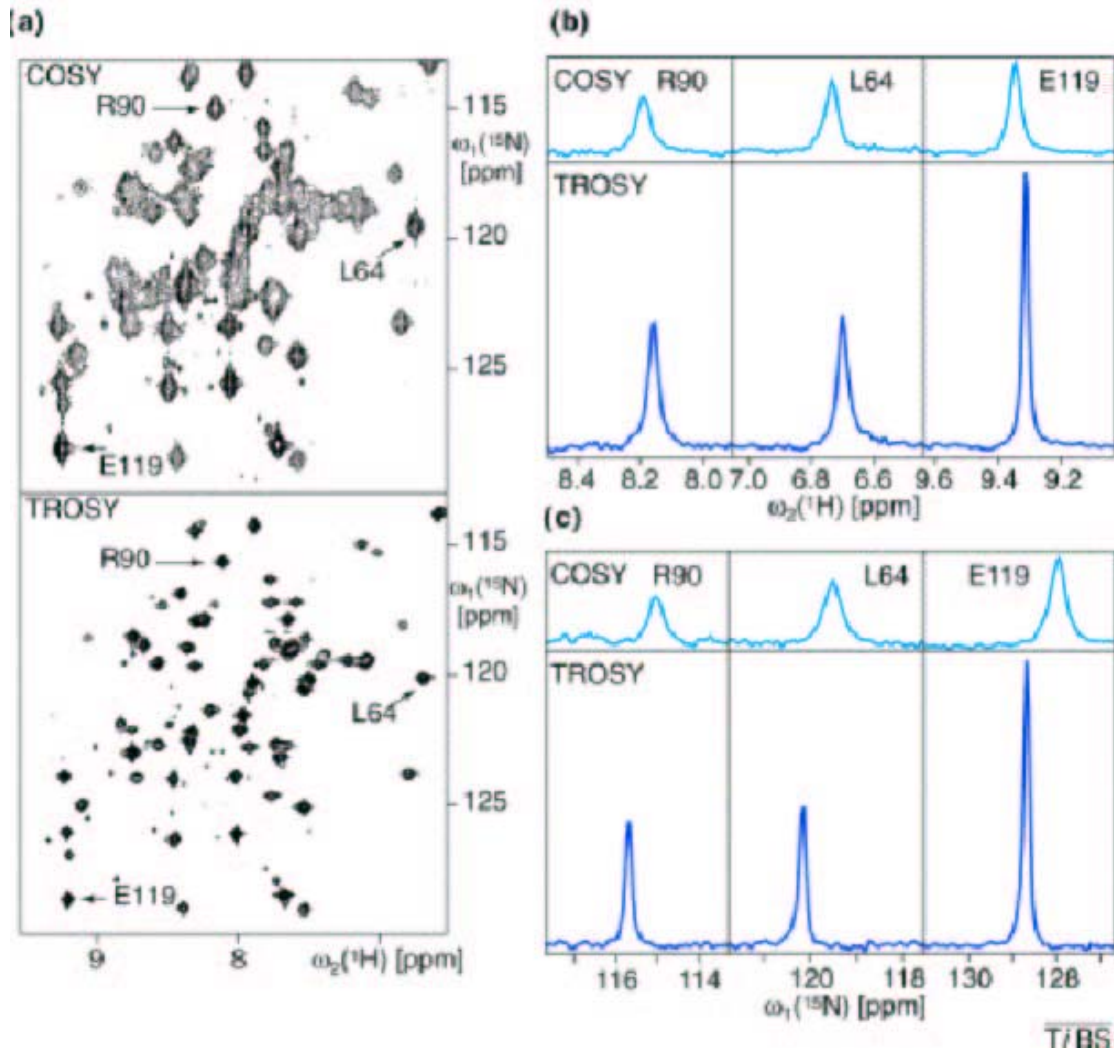 (a)
COSY
R90
L64
E119
115
ω₁(¹⁵N)
[ppm]
120
125
TROSY
R90
L64
E119
115
ω₁(¹⁵N)
[ppm]
120
125
9 8 ω₂(¹H) [ppm]
(b)
COSY R90 L64 E119
TROSY
8.4 8.2 8.0 7.0 6.8 6.6 9.6 9.4 9.2
ω₂(¹H) [ppm]
(c)
COSY R90 L64 E119
TROSY
116 114 120 118 130 128
ω₁(¹⁵N) [ppm]
TiBS